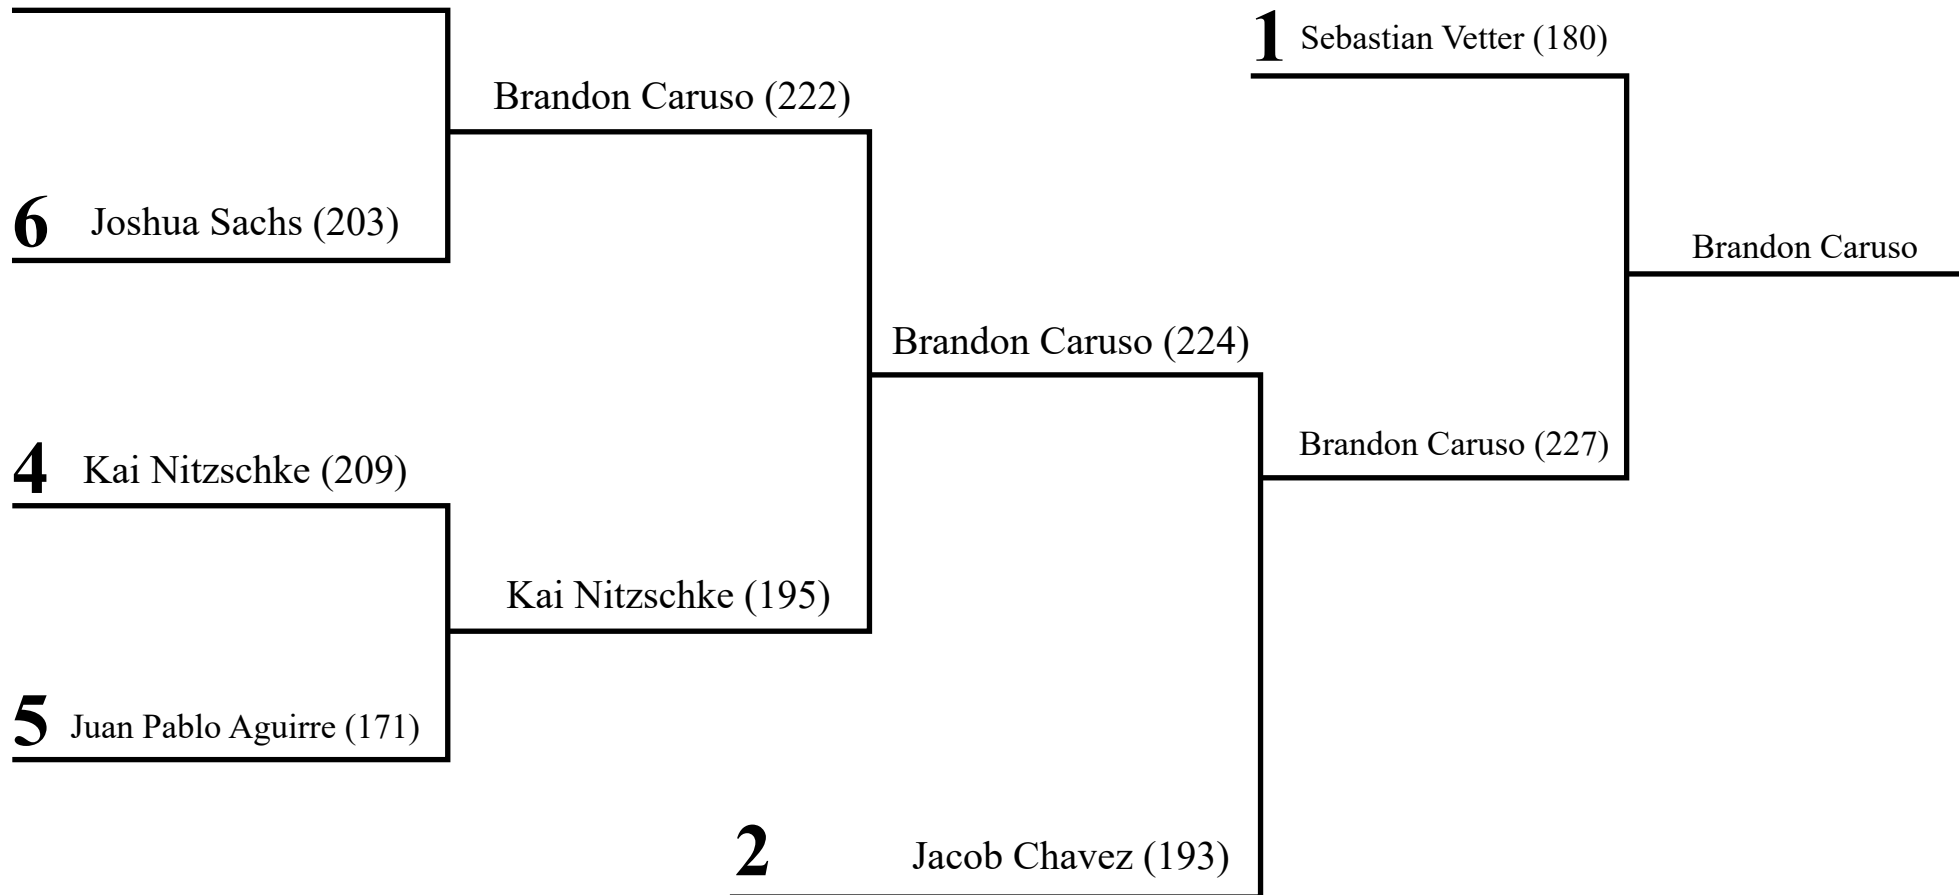 1 Sebastian Vetter (180)
Brandon Caruso (222)
6 Joshua Sachs (203)
Brandon Caruso
Brandon Caruso (224)
Brandon Caruso (227)
4 Kai Nitzschke (209)
Kai Nitzschke (195)
5 Juan Pablo Aguirre (171)
2 Jacob Chavez (193)